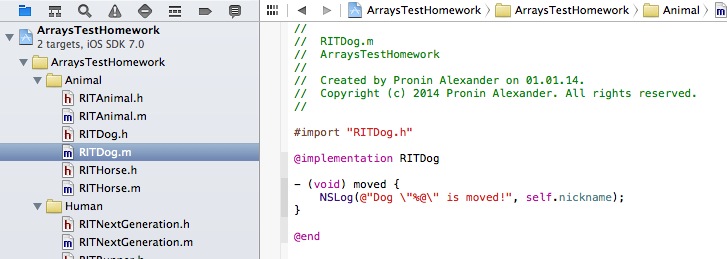 ArraysTestHomework
2 targets, iOS SDK 7.0
ArraysTestHomework
Animal
h RITAnimal.h
m RITAnimal.m
h RITDog.h
m RITDog.m
h RITHorse.h
m RITHorse.m
Human
h RITNextGeneration.h
m RITNextGeneration.m
ArraysTestHomework ArraysTestHomework Animal m
//
//  RITDog.m
//  ArraysTestHomework
//
//  Created by Pronin Alexander on 01.01.14.
//  Copyright (c) 2014 Pronin Alexander. All rights reserved.
//
#import "RITDog.h"
@implementation RITDog
- (void) moved {
    NSLog(@"Dog \"%@\" is moved!", self.nickname);
}
@end